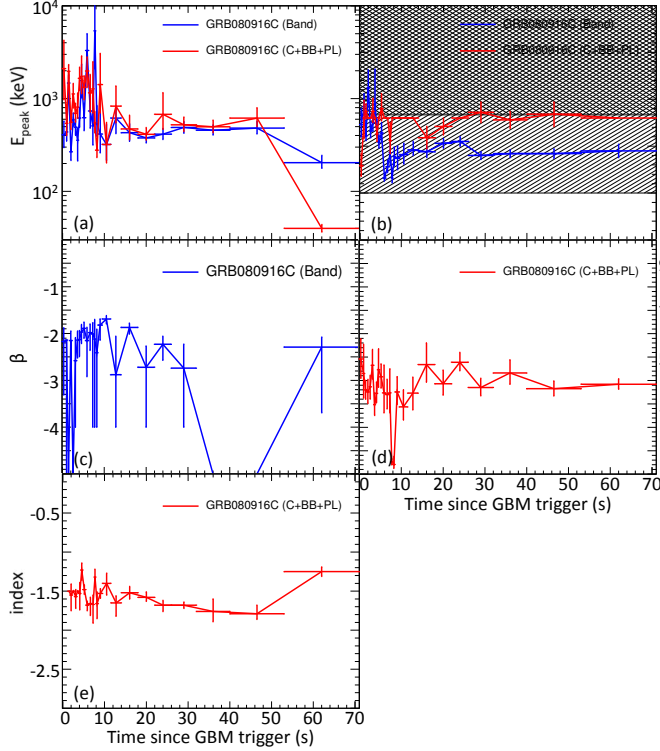 10⁴
GRB080916C (Band)
GRB080916C (C+BB+PL)
E_peak (keV)
10³
10²
(a)
GRB080916C (Band)
GRB080916C (C+BB+PL)
(b)
GRB080916C (Band)
-1
-2
β
-3
-4
(c)
GRB080916C (C+BB+PL)
(d)
0 10 20 30 40 50 60 70
Time since GBM trigger (s)
GRB080916C (C+BB+PL)
-0.5
-1.5
index
-2.5
(e)
0 10 20 30 40 50 60 70
Time since GBM trigger (s)